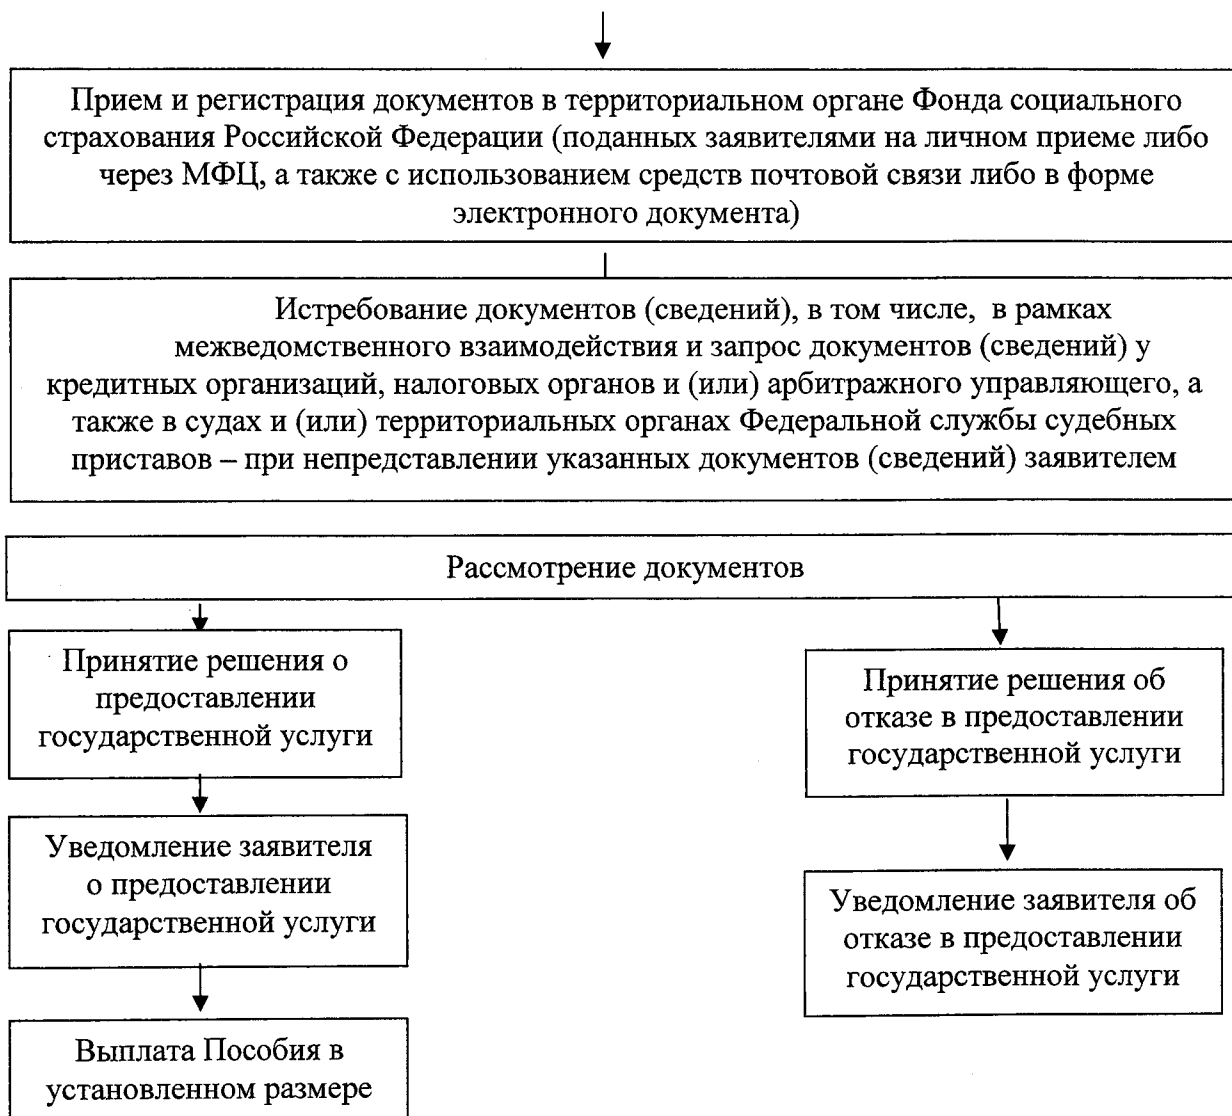 Прием и регистрация документов в территориальном органе Фонда социального
страхования Российской Федерации (поданных заявителями на личном приеме либо
через МФЦ, а также с использованием средств почтовой связи либо в форме
электронного документа)
Истребование документов (сведений), в том числе, в рамках
межведомственного взаимодействия и запрос документов (сведений) у
кредитных организаций, налоговых органов и (или) арбитражного управляющего, а
также в судах и (или) территориальных органах Федеральной службы судебных
приставов – при непредставлении указанных документов (сведений) заявителем
Рассмотрение документов
Принятие решения о
предоставлении
государственной услуги
Уведомление заявителя
о предоставлении
государственной услуги
Выплата Пособия в
установленном размере
Принятие решения об
отказе в предоставлении
государственной услуги
Уведомление заявителя об
отказе в предоставлении
государственной услуги